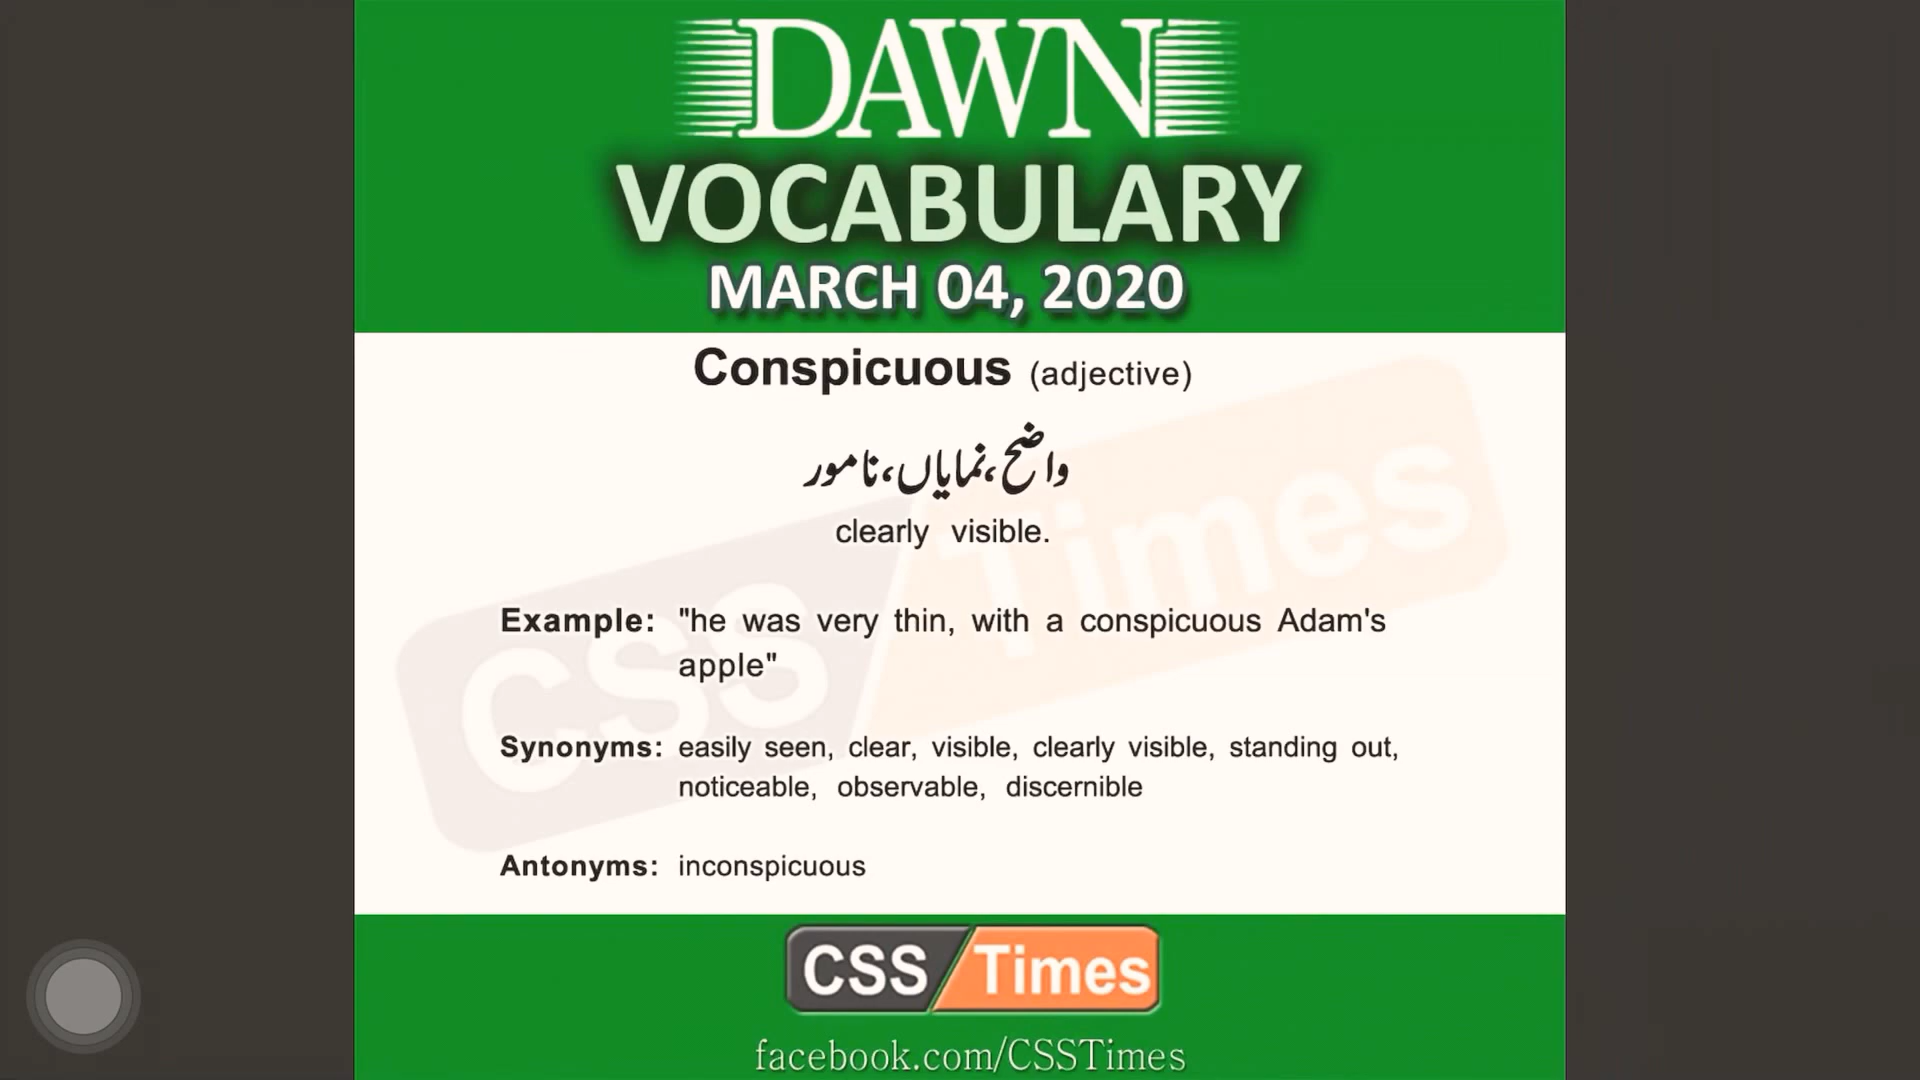 DAWN
VOCABULARY
MARCH 04, 2020
Conspicuous (adjective)
واضح،نمایاں،نامور
clearly visible.
Example: "he was very thin, with a conspicuous Adam's
apple"
Synonyms: easily seen, clear, visible, clearly visible, standing out,
noticeable, observable, discernible
Antonyms: inconspicuous
CSS Times
CSS Times
facebook.com/CSSTimes